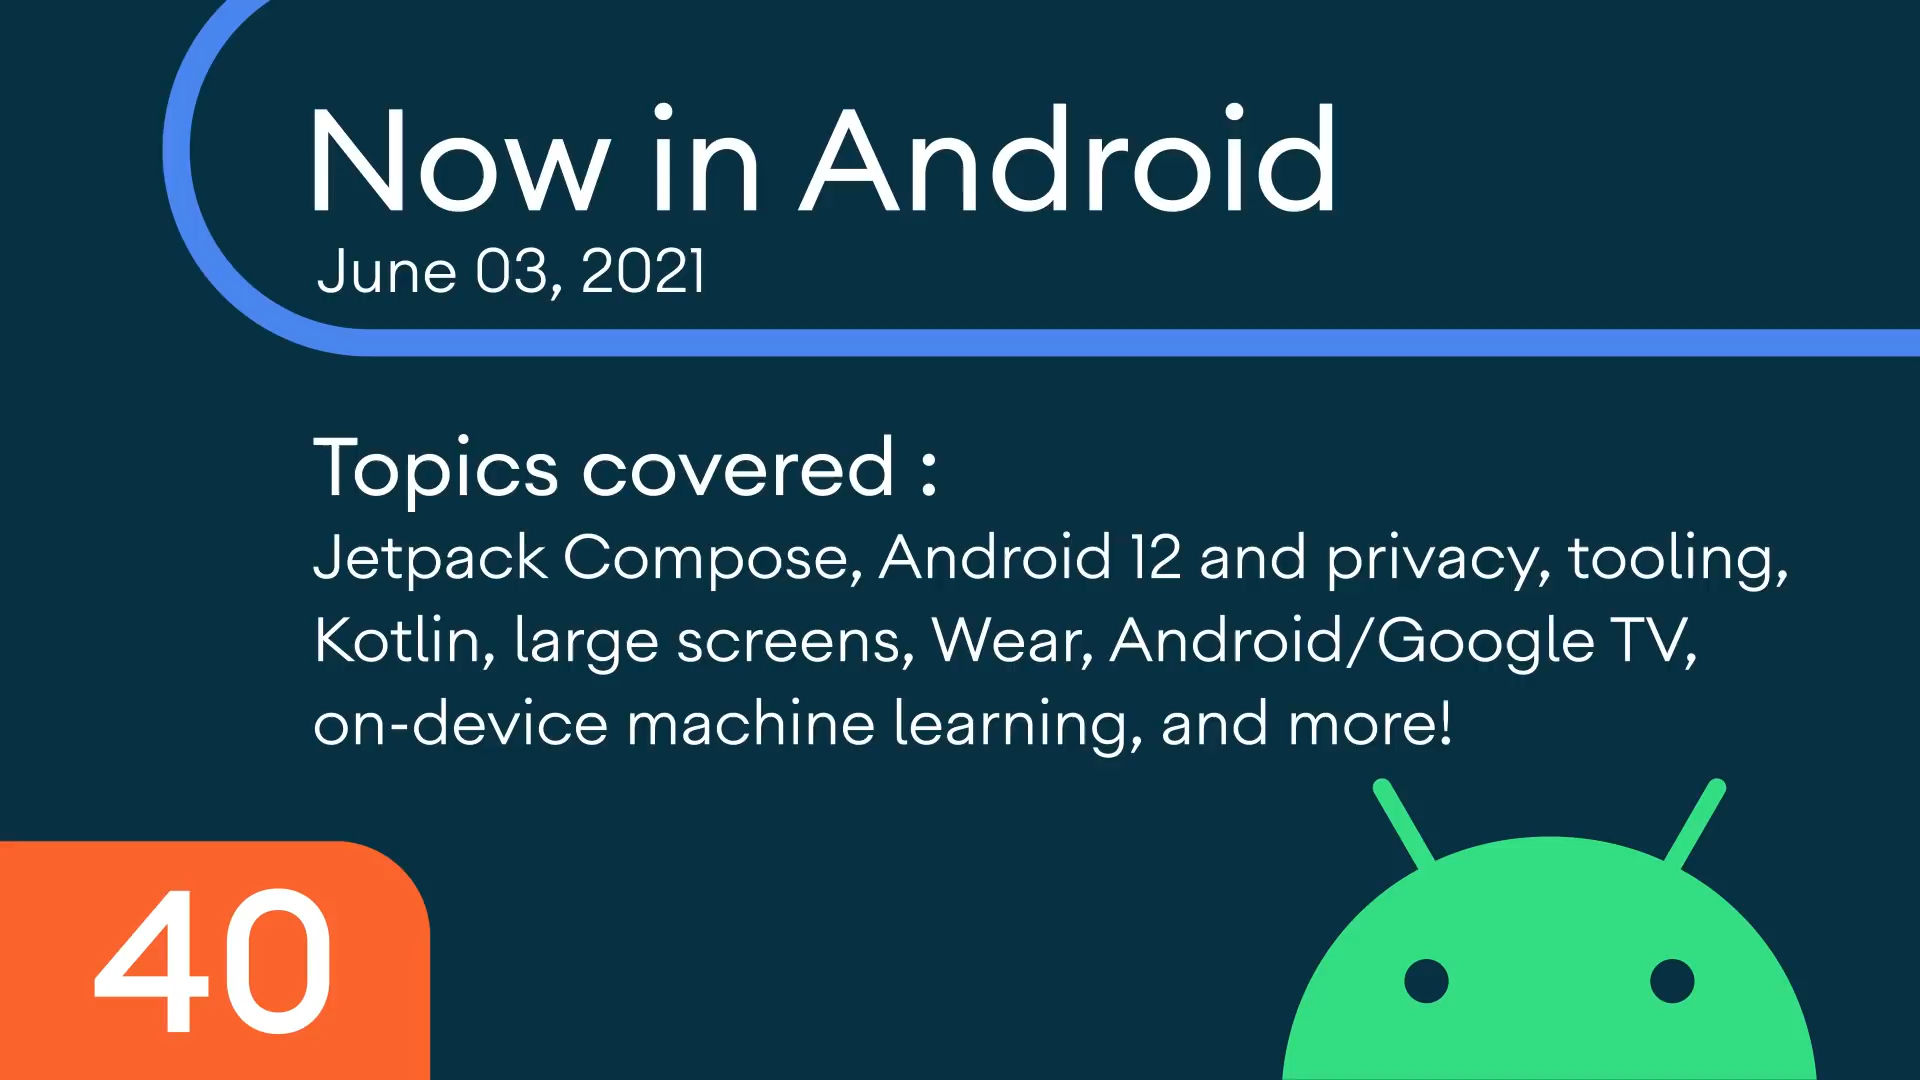 Now in Android
June 03, 2021
Topics covered :
Jetpack Compose, Android 12 and privacy, tooling,
Kotlin, large screens, Wear, Android/Google TV,
on-device machine learning, and more!
40